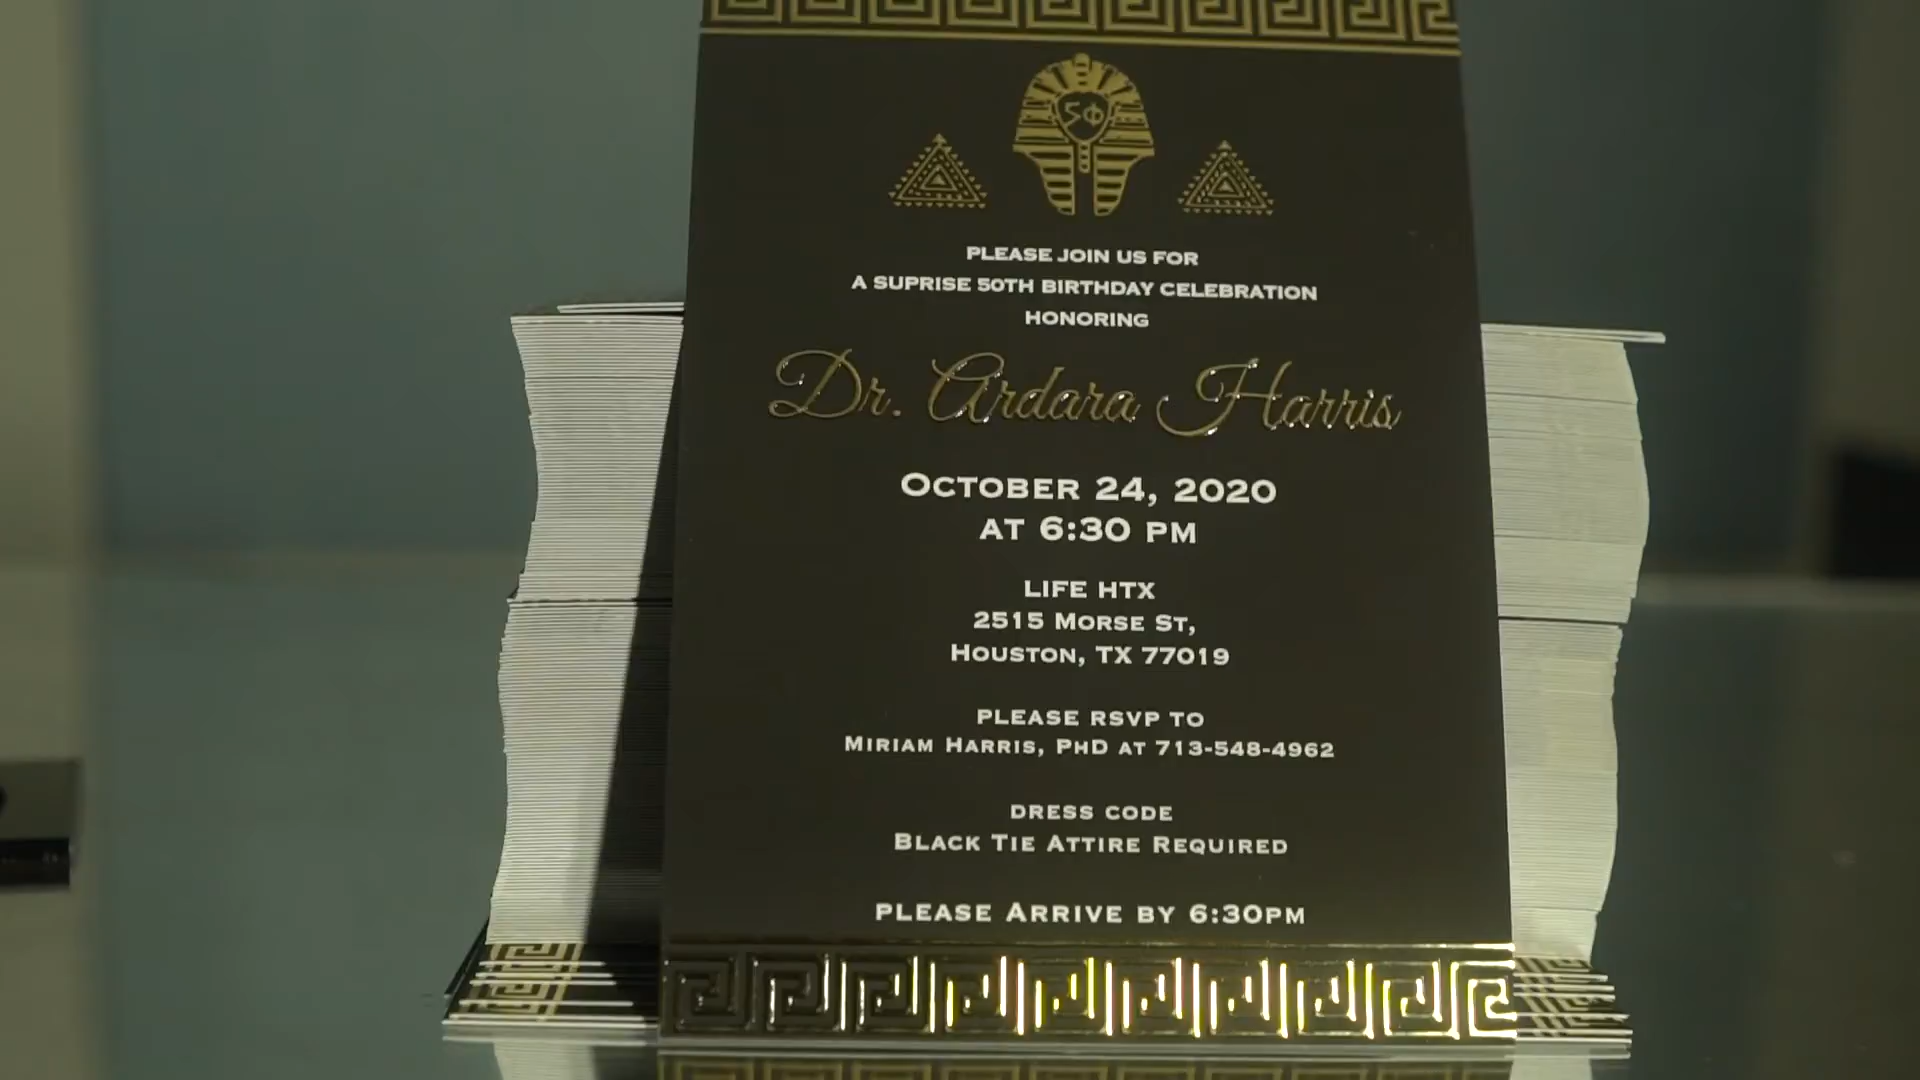 5Φ
PLEASE JOIN US FOR
A SUPRISE 50TH BIRTHDAY CELEBRATION
HONORING
Dr. Ardara Harris
OCTOBER 24, 2020
AT 6:30 PM
LIFE HTX
2515 MORSE ST,
HOUSTON, TX 77019
PLEASE RSVP TO
MIRIAM HARRIS, PHD AT 713-548-4962
DRESS CODE
BLACK TIE ATTIRE REQUIRED
PLEASE ARRIVE BY 6:30PM